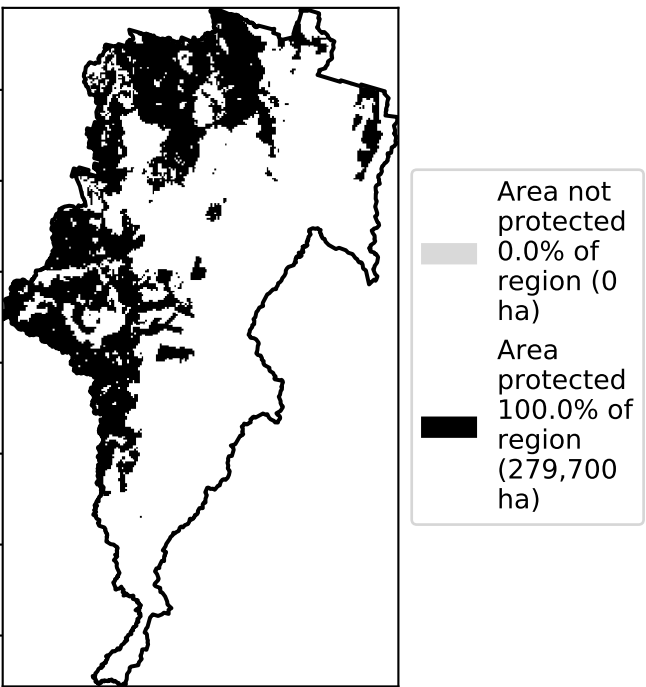 Area not
protected
0.0% of
region (0
ha)
Area
protected
100.0% of
region
(279,700
ha)